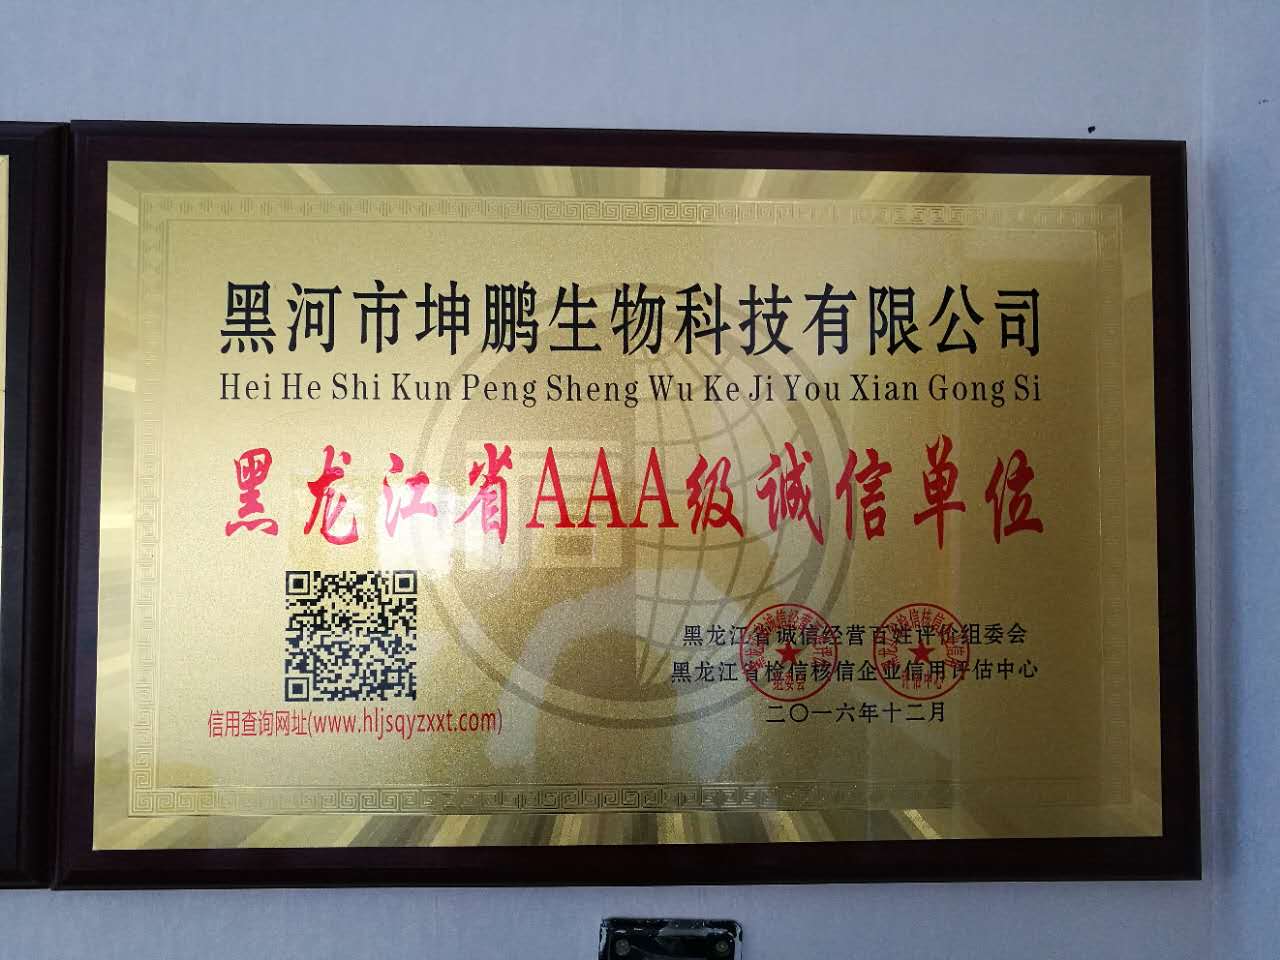 黑河市坤鹏生物科技有限公司
Hei He Shi Kun Peng Sheng Wu Ke Ji You Xian Gong Si
黑龙江省AAA级诚信单位
黑龙江省诚信经营百姓评价组委会
黑龙江省检信核信企业信用评估中心
二〇一六年十二月
信用查询网址(www.hljsqyzxxt.com)